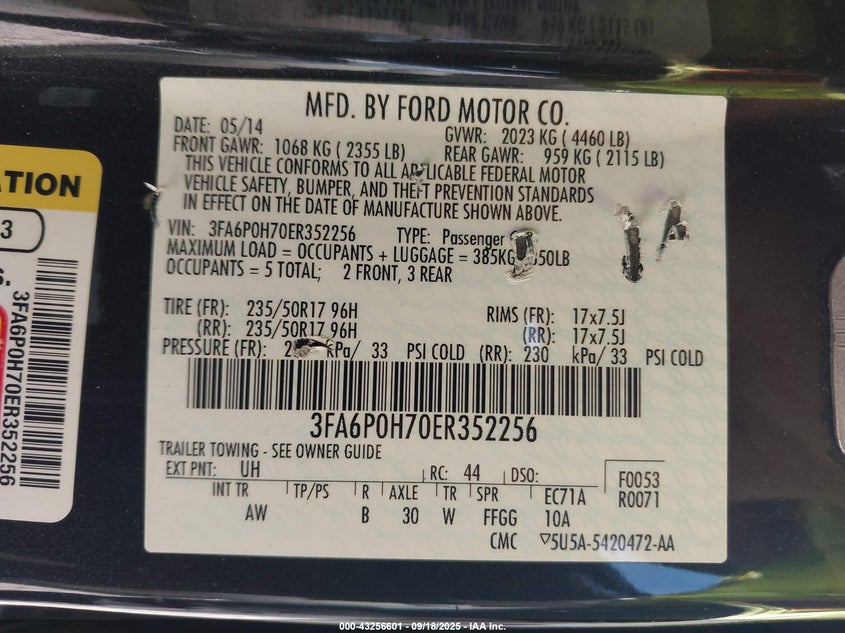 MFD. BY FORD MOTOR CO.
DATE: 05/14 GVWR: 2023 KG ( 4460 LB)
FRONT GAWR: 1068 KG ( 2355 LB) REAR GAWR: 959 KG ( 2115 LB)
THIS VEHICLE CONFORMS TO ALL APPLICABLE FEDERAL MOTOR
VEHICLE SAFETY, BUMPER, AND THEFT PREVENTION STANDARDS
IN EFFECT ON THE DATE OF MANUFACTURE SHOWN ABOVE.
VIN: 3FA6P0H70ER352256 TYPE: Passenger
MAXIMUM LOAD = OCCUPANTS + LUGGAGE = 385KG 50LB
OCCUPANTS = 5 TOTAL; 2 FRONT, 3 REAR
TIRE (FR): 235/50R17 96H RIMS (FR): 17x7.5J
(RR): 235/50R17 96H (RR): 17x7.5J
PRESSURE (FR): kPa/ 33 PSI COLD (RR): 230 kPa/ 33 PSI COLD
3FA6P0H70ER352256
TRAILER TOWING - SEE OWNER GUIDE
EXT PNT: UH RC: 44 DSO: F0053
R0071
INT TR TP/PS R AXLE TR SPR EC71A
AW B 30 W FFGG 10A
CMC 5U5A-5420472-AA
ATION
3
S.
3FA6P0H70ER352256
000-43256601 - 09/18/2025 - IAA Inc.